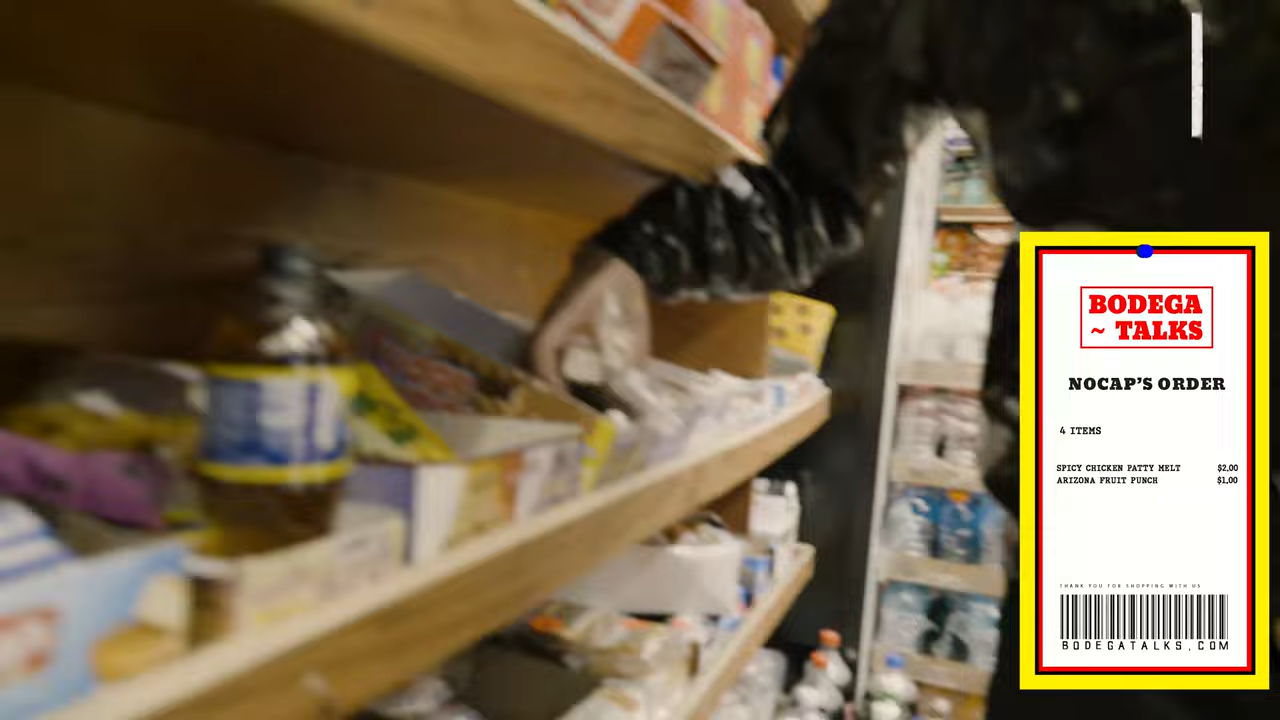 BODEGA
~ TALKS
NOCAP'S ORDER
4 ITEMS
SPICY CHICKEN PATTY MELT $2.00
ARIZONA FRUIT PUNCH $1.00
THANK YOU FOR SHOPPING WITH US
BODEGATALKS.COM